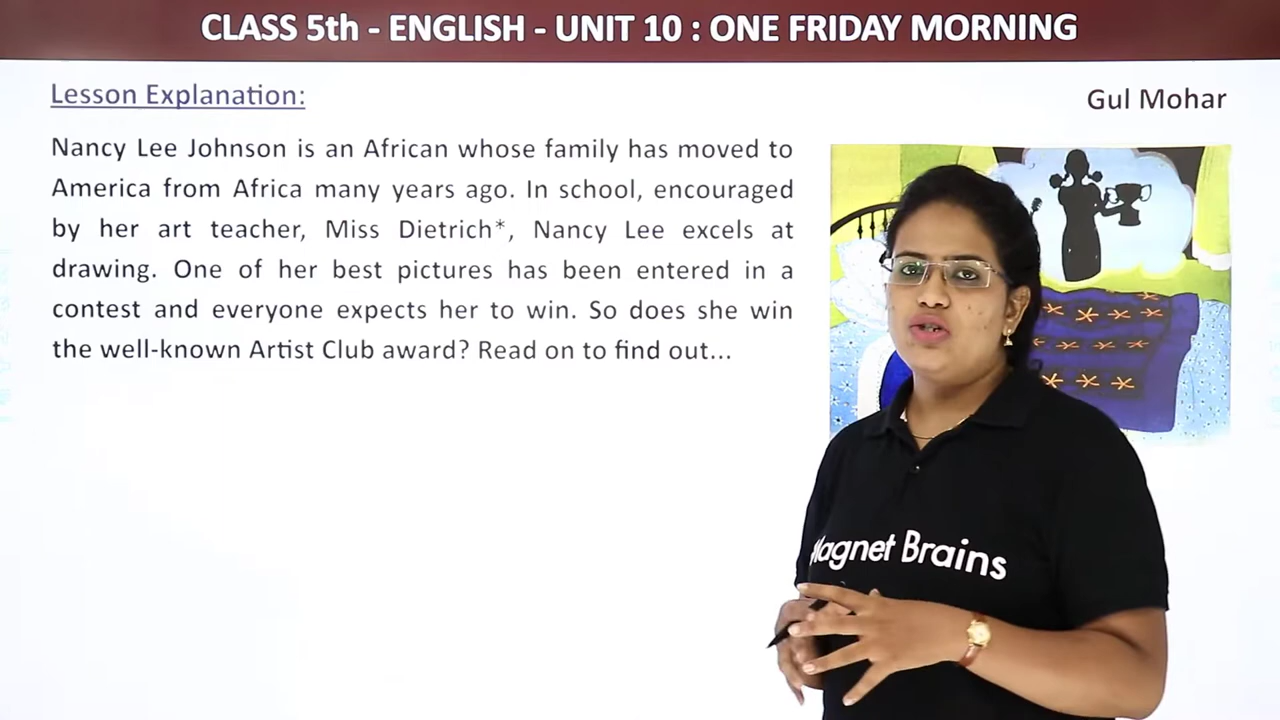 CLASS 5th - ENGLISH - UNIT 10 : ONE FRIDAY MORNING
Lesson Explanation:
Gul Mohar
Nancy Lee Johnson is an African whose family has moved to
America from Africa many years ago. In school, encouraged
by her art teacher, Miss Dietrich*, Nancy Lee excels at
drawing. One of her best pictures has been entered in a
contest and everyone expects her to win. So does she win
the well-known Artist Club award? Read on to find out...
Magnet Brains